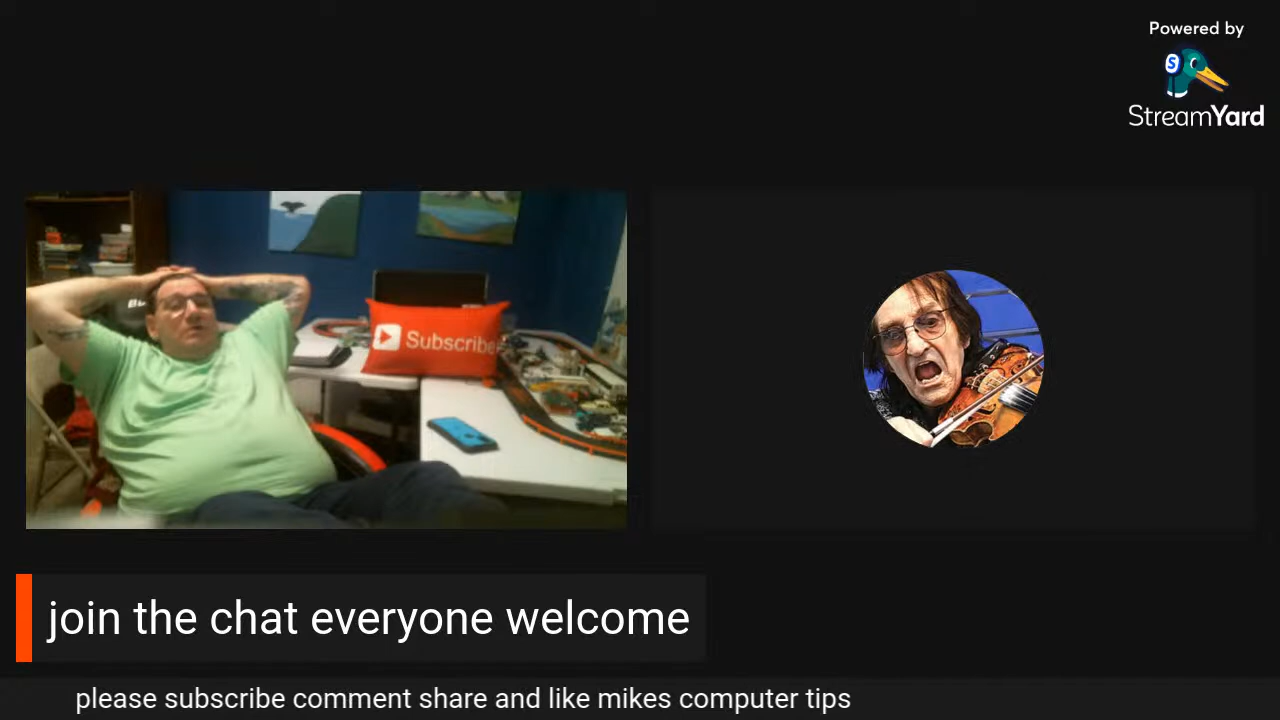 Powered by
S
StreamYard
Subscribe
join the chat everyone welcome
please subscribe comment share and like mikes computer tips